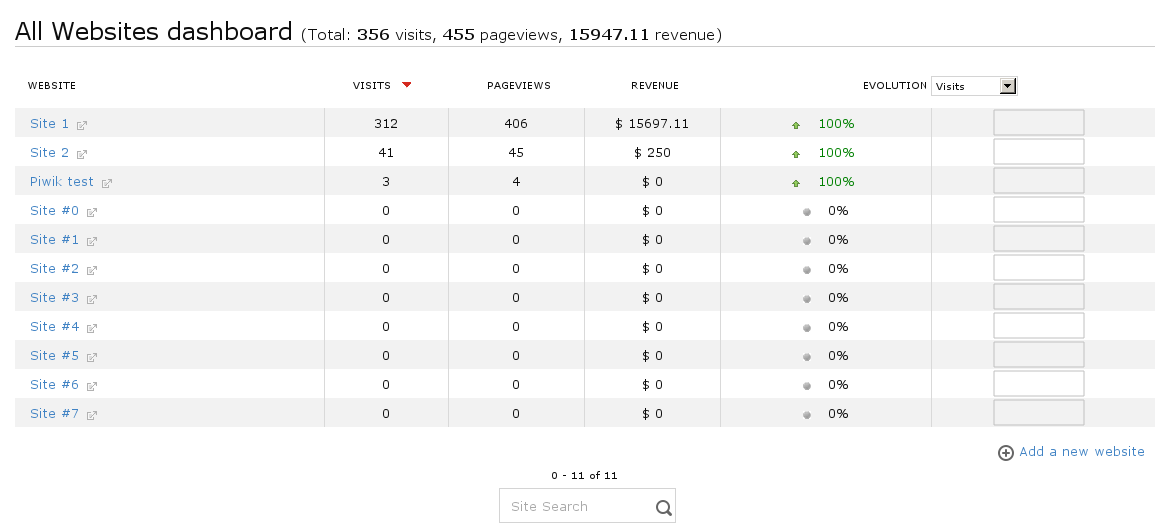 All Websites dashboard (Total: 356 visits, 455 pageviews, 15947.11 revenue)
WEBSITE VISITS PAGEVIEWS REVENUE EVOLUTION Visits
Site 1 312 406 $ 15697.11 100%
Site 2 41 45 $ 250 100%
Piwik test 3 4 $ 0 100%
Site #0 0 0 $ 0 0%
Site #1 0 0 $ 0 0%
Site #2 0 0 $ 0 0%
Site #3 0 0 $ 0 0%
Site #4 0 0 $ 0 0%
Site #5 0 0 $ 0 0%
Site #6 0 0 $ 0 0%
Site #7 0 0 $ 0 0%
Add a new website
0 - 11 of 11
Site Search